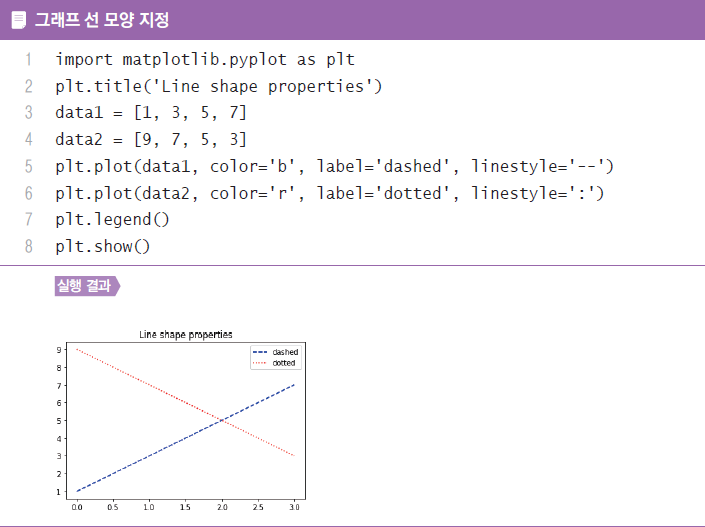 그래프 선 모양 지정
1 import matplotlib.pyplot as plt
2 plt.title('Line shape properties')
3 data1 = [1, 3, 5, 7]
4 data2 = [9, 7, 5, 3]
5 plt.plot(data1, color='b', label='dashed', linestyle='--')
6 plt.plot(data2, color='r', label='dotted', linestyle=':')
7 plt.legend()
8 plt.show()
실행 결과
Line shape properties
dashed
dotted
9
8
7
6
5
4
3
2
1
0.0 0.5 1.0 1.5 2.0 2.5 3.0